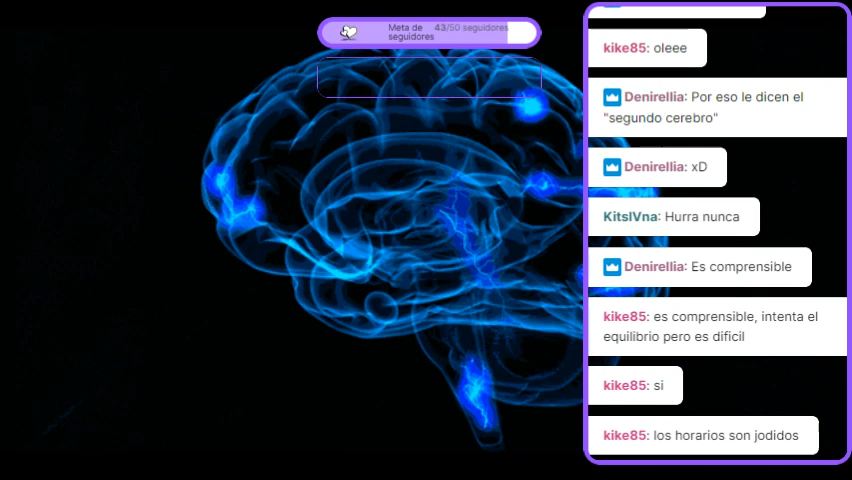 Meta de seguidores 43/50 seguidores
kike85: oleee
Denirellia: Por eso le dicen el
"segundo cerebro"
Denirellia: xD
KitsIVna: Hurra nunca
Denirellia: Es comprensible
kike85: es comprensible, intenta el
equilibrio pero es dificil
kike85: si
kike85: los horarios son jodidos